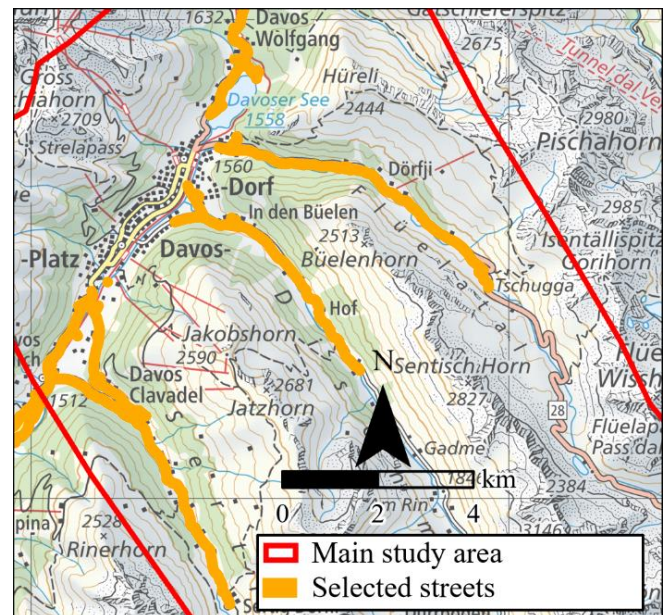 1632
Davos
Wolfgang
2675
Hüreli
Gross
Davoser See
1558
2444
2709
Strelapass
2980
Pischahorn
1560
Dörfji
Dorf
In den Büelen
2985
Flüelatal
Davos-
2513
Büelenhorn
Gorihorn
-Platz
Tschugga
Hof
Jakobshorn
2590
N
Sentisch Horn
Davos
Clavadel
2681
Jatzhorn
2827
1512
28
Gadme
km
0 2 4
2384
2528
Rinerhorn
3146
Main study area
Selected streets